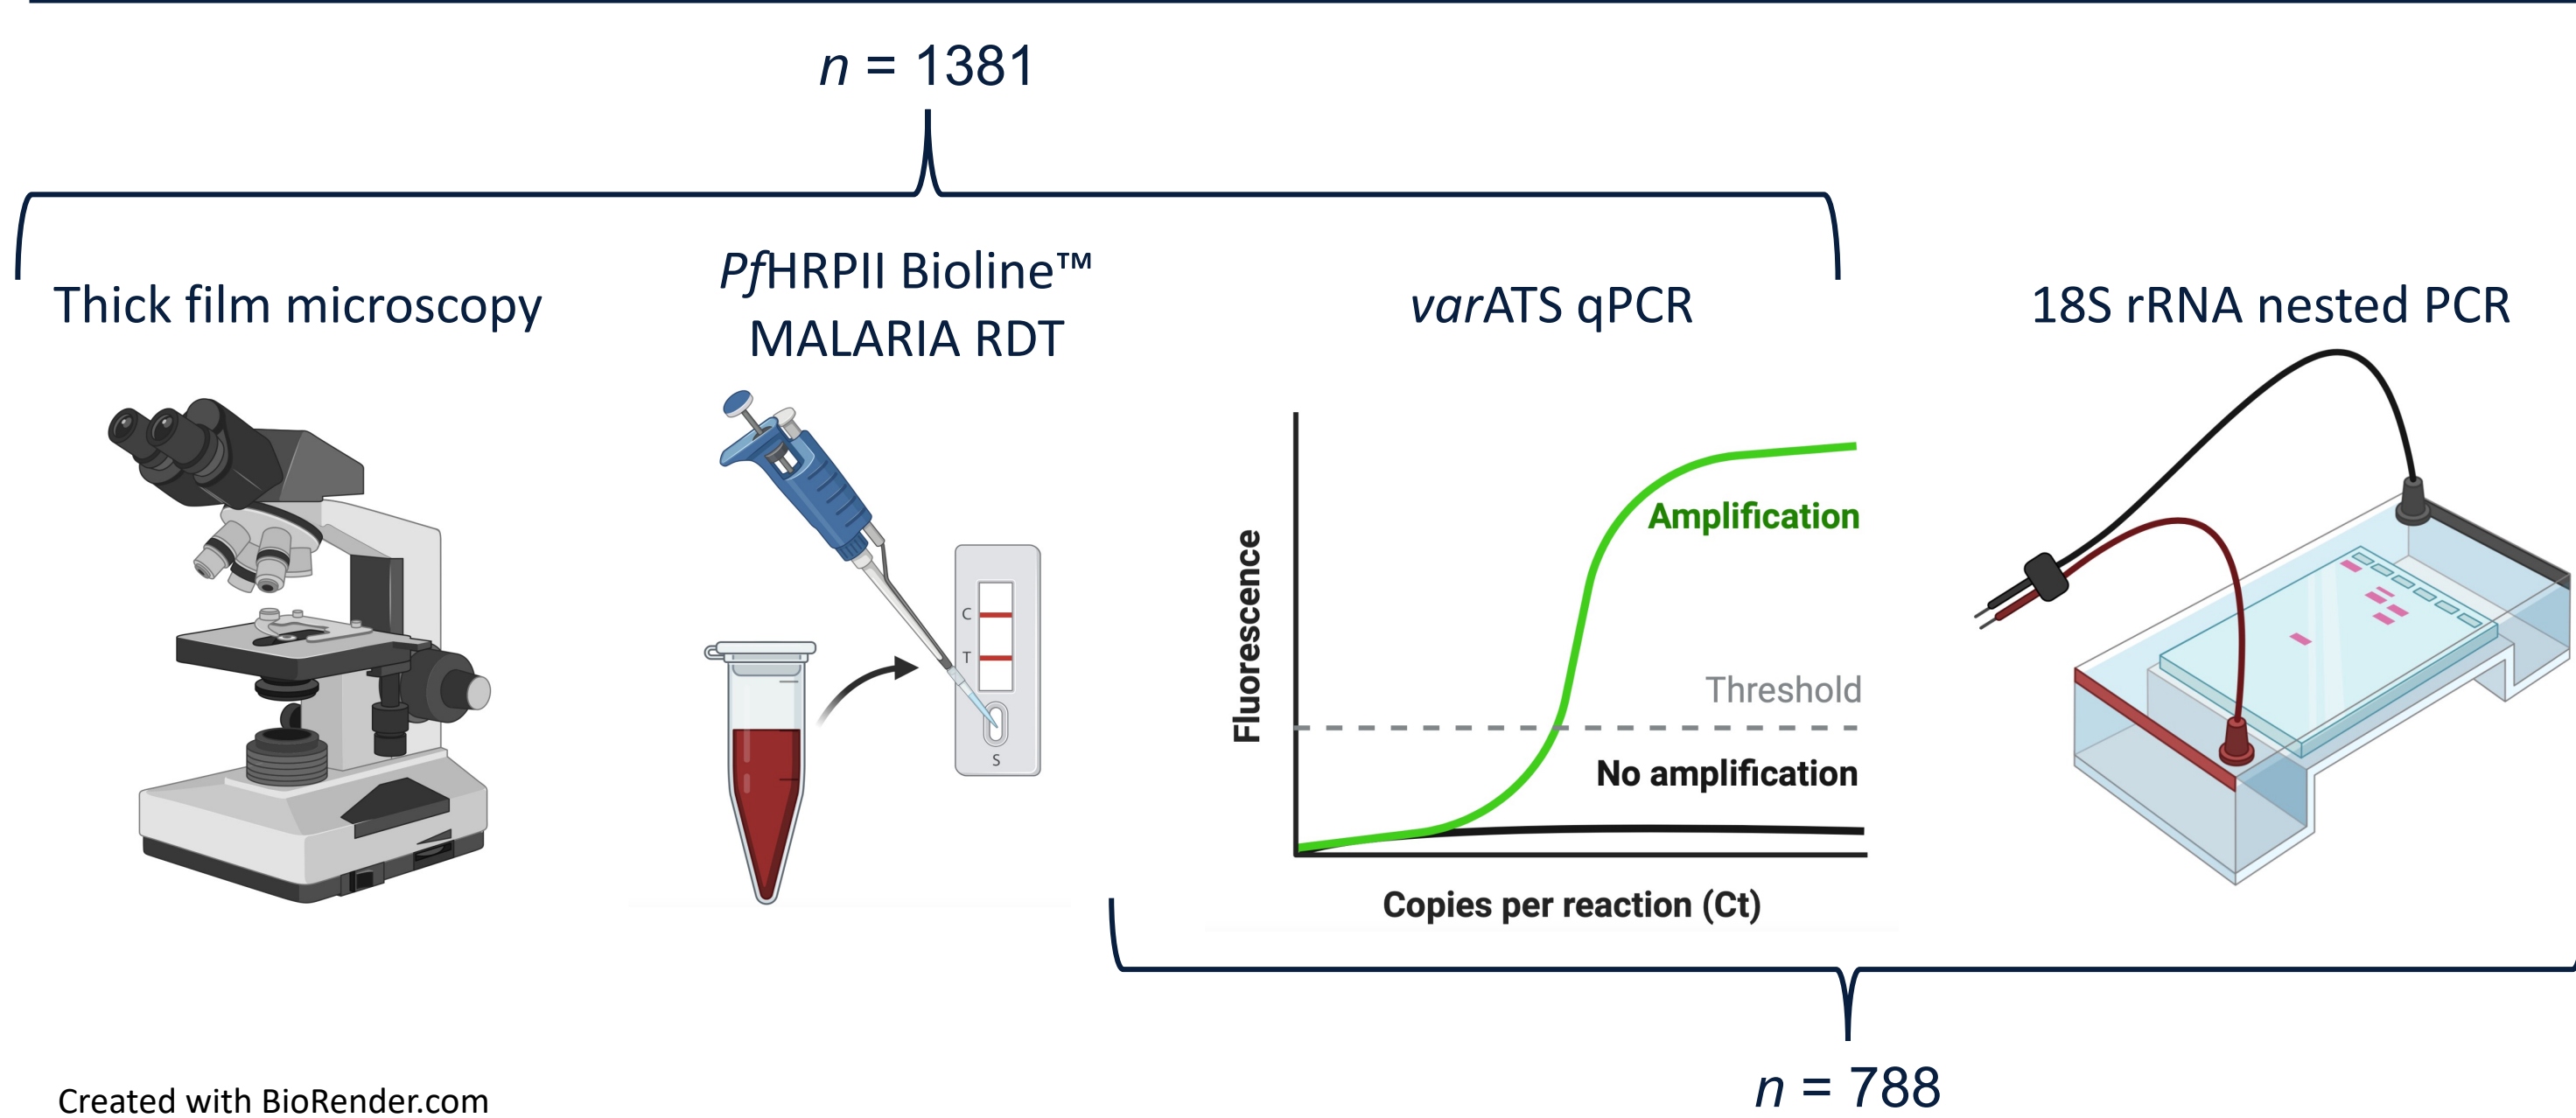 n = 1381
Thick film microscopy
PfHRPII Bioline™
MALARIA RDT
varATS qPCR
18S rRNA nested PCR
C
T
S
Fluorescence
Amplification
Threshold
No amplification
Copies per reaction (Ct)
n = 788
Created with BioRender.com